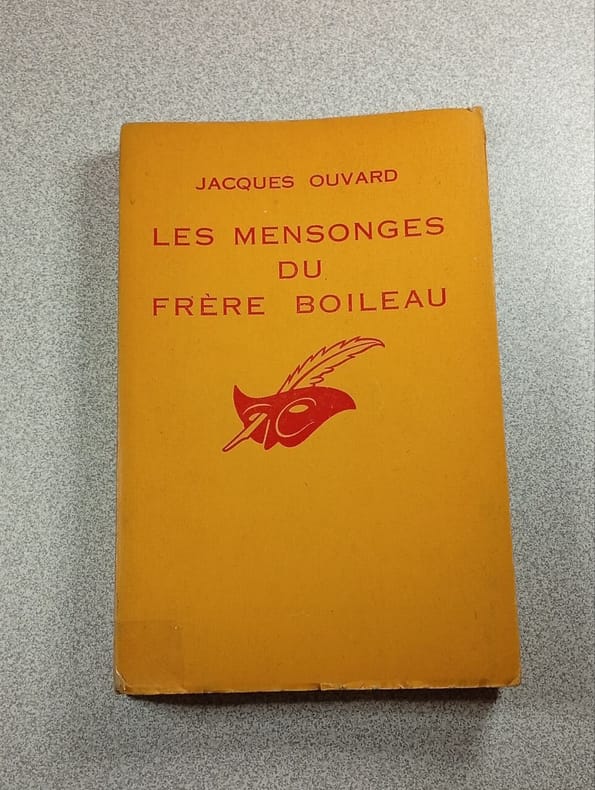 JACQUES OUVARD
LES MENSONGES
DU
FRÈRE BOILEAU